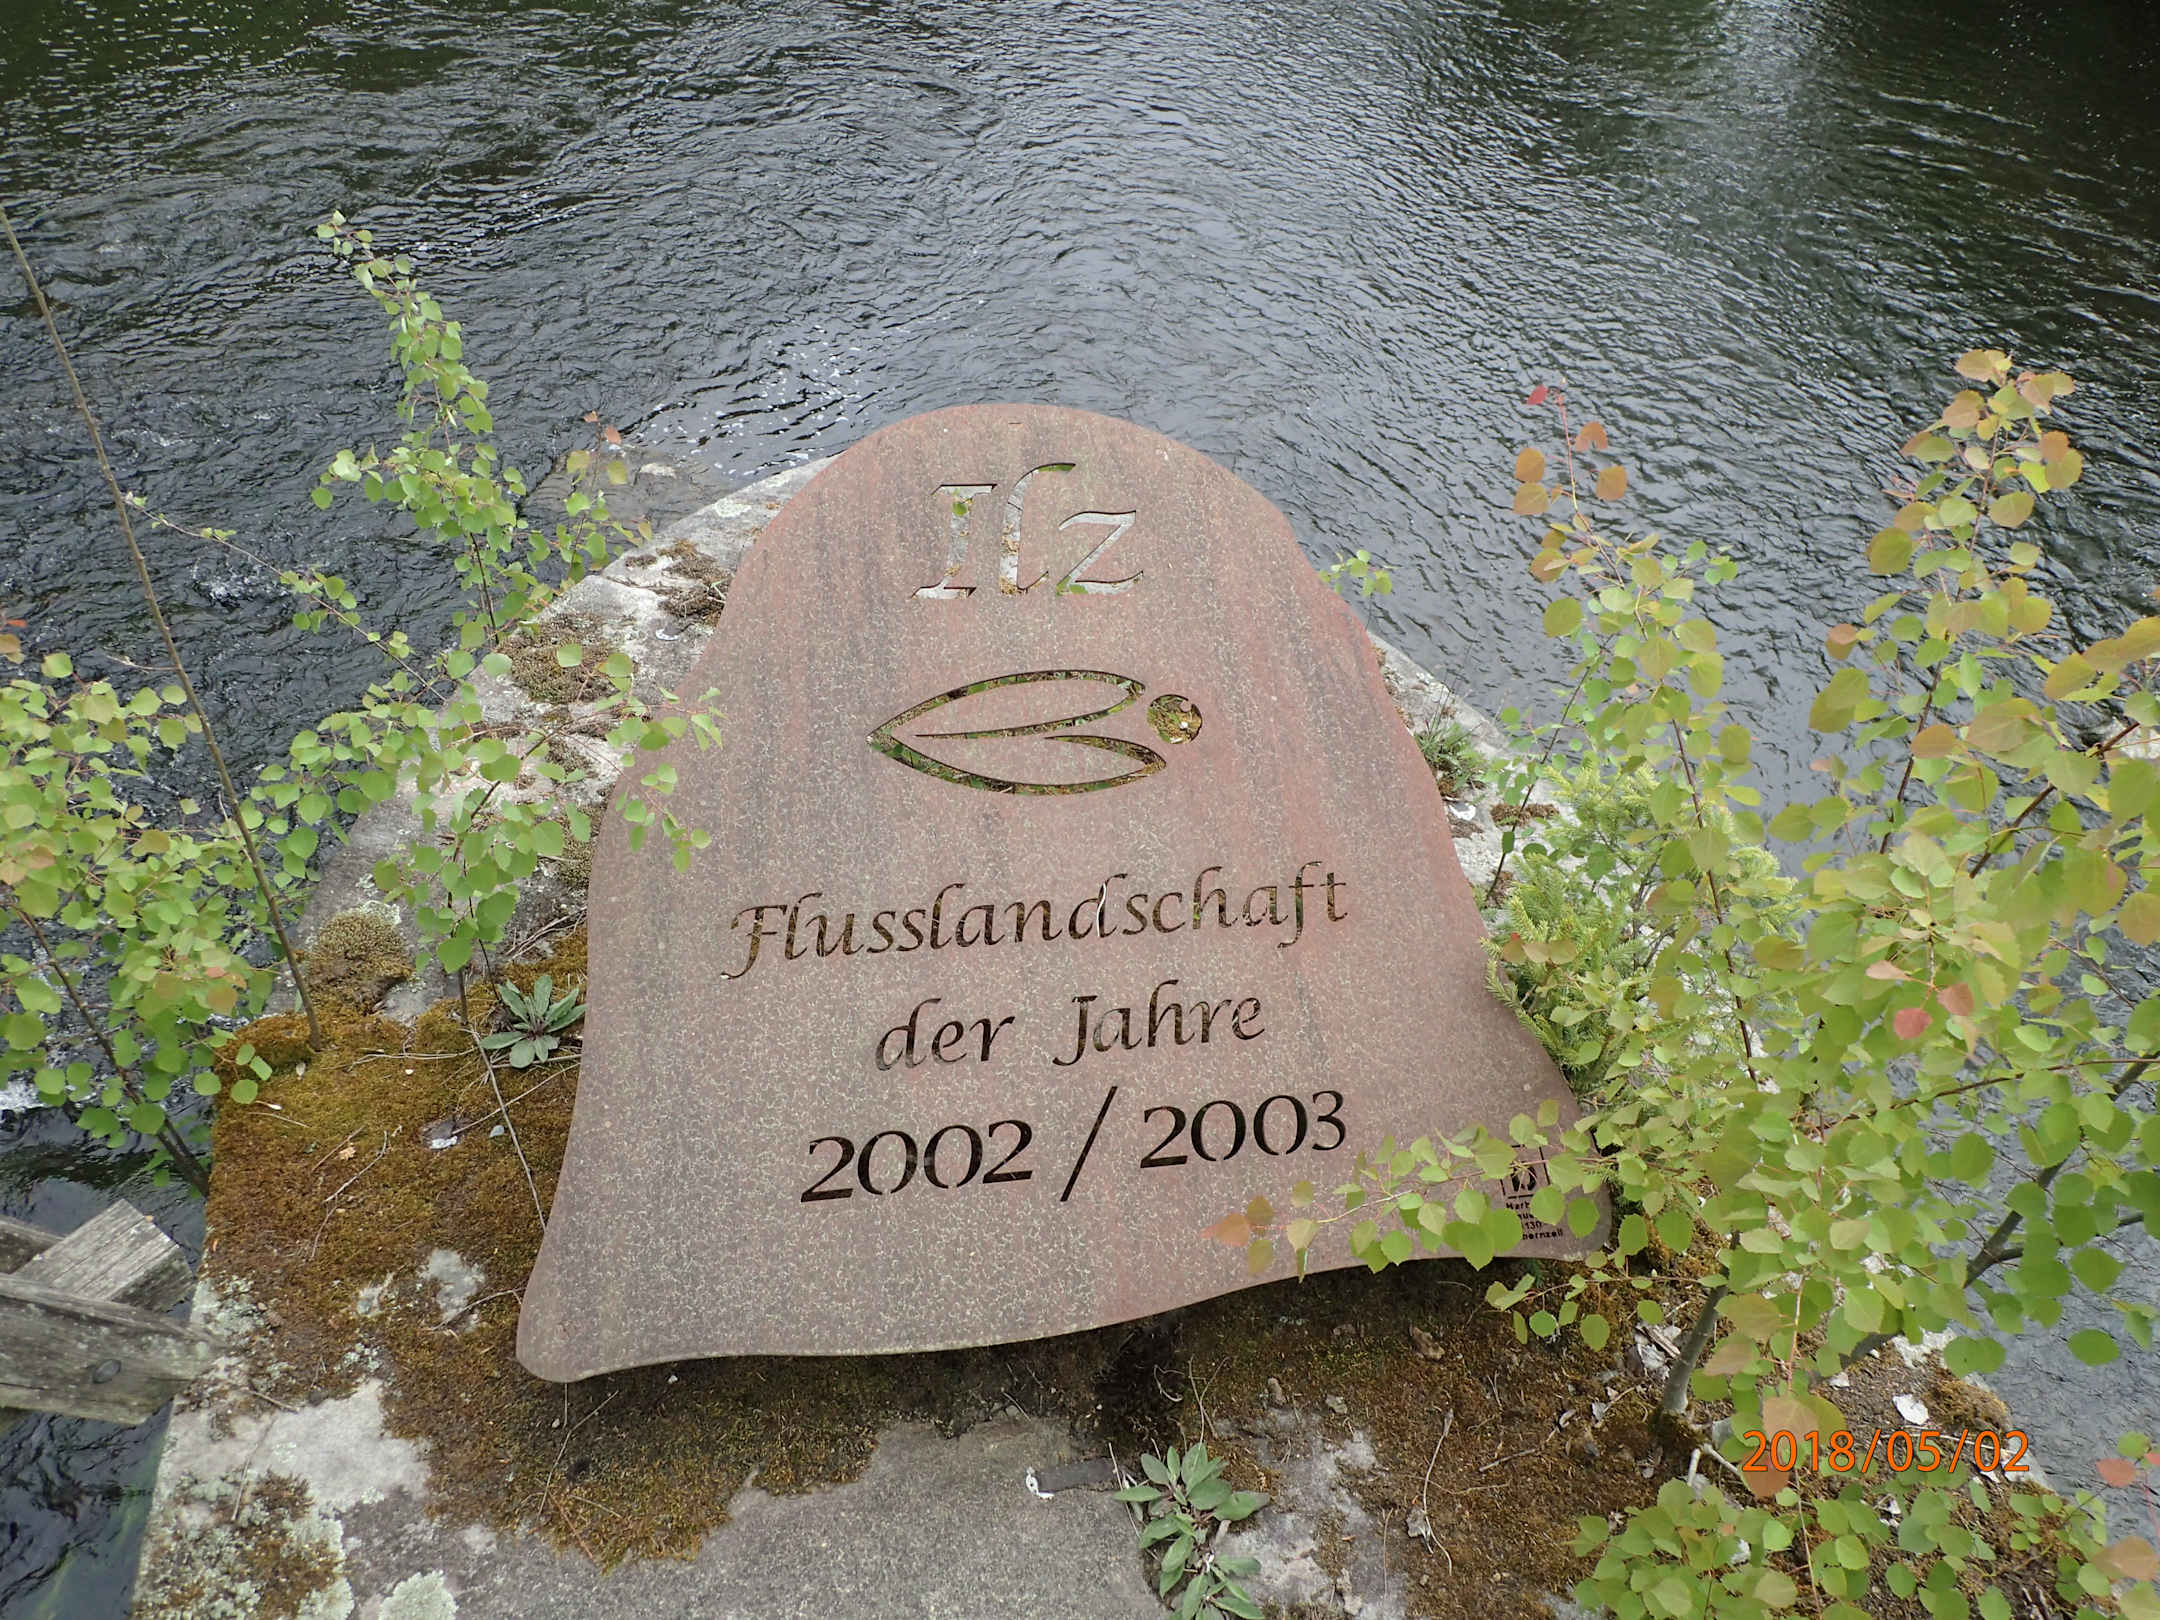 Ilz
Flusslandschaft
der Jahre
2002 / 2003
2018/05/02